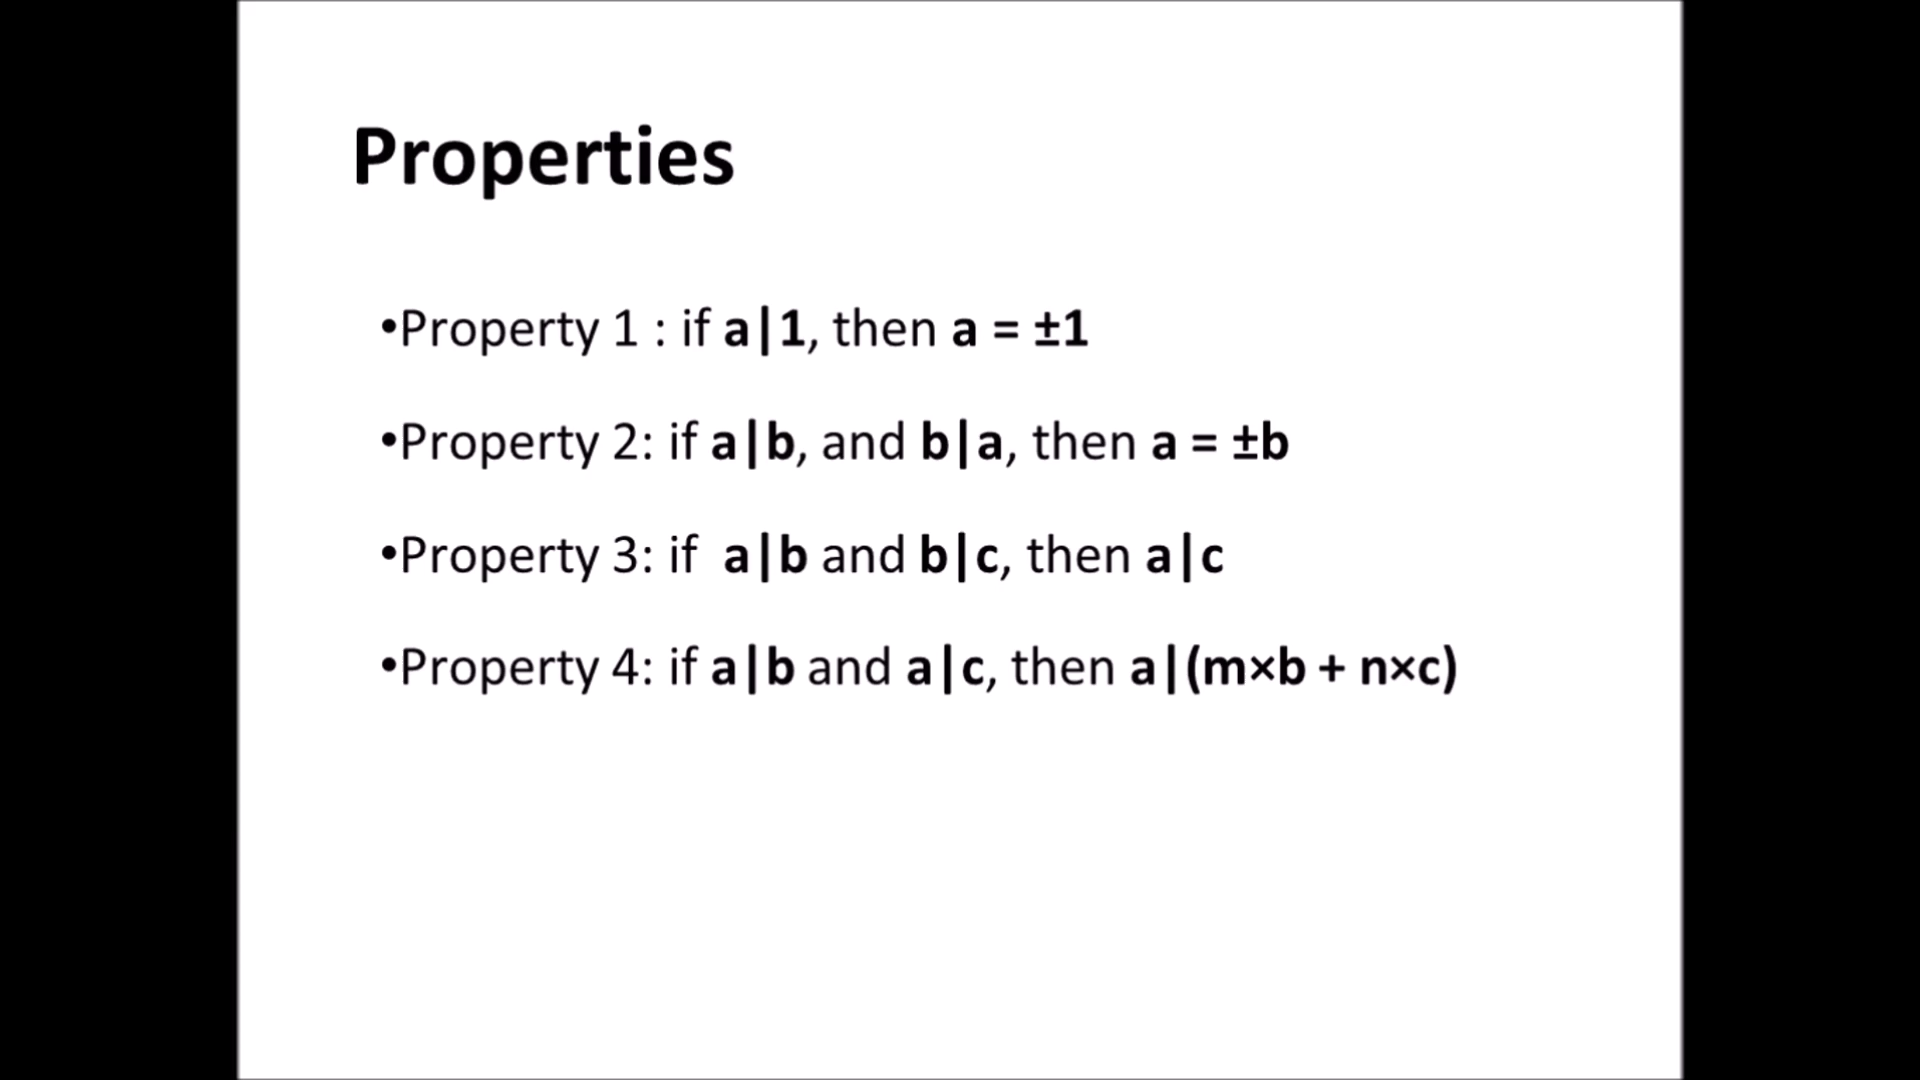 Properties
•Property 1 : if a|1, then a = ±1
•Property 2: if a|b, and b|a, then a = ±b
•Property 3: if  a|b and b|c, then a|c
•Property 4: if a|b and a|c, then a|(m×b + n×c)